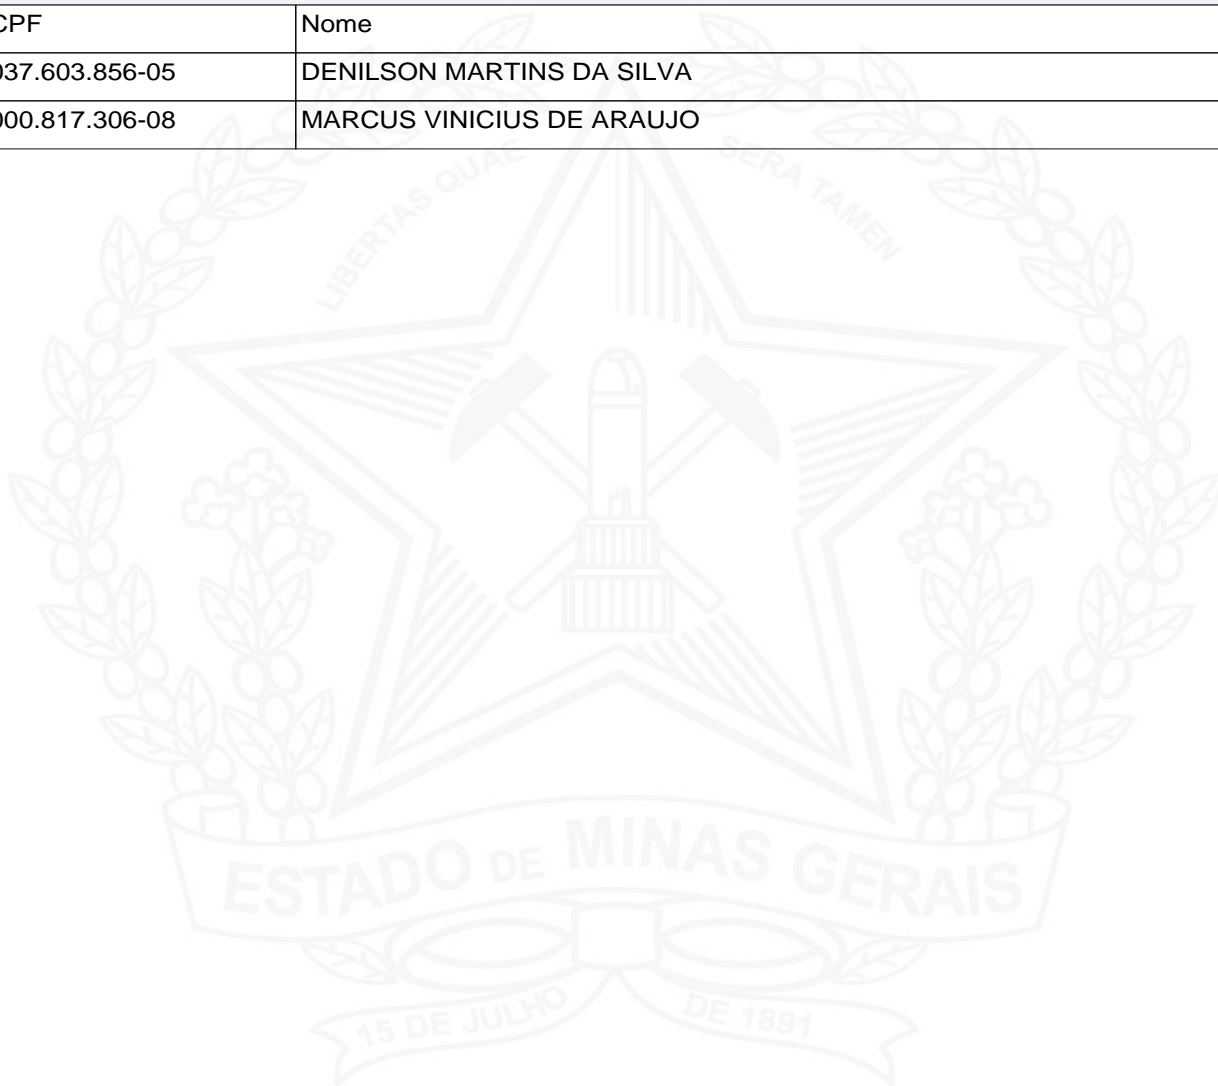 CPF Nome
037.603.856-05 DENILSON MARTINS DA SILVA
000.817.306-08 MARCUS VINICIUS DE ARAUJO
LIBERTAS QUAE SERA TAMEN
ESTADO DE MINAS GERAIS
15 DE JULHO DE 1891